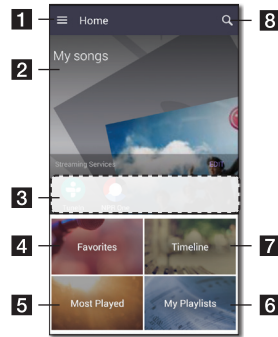 1 Home 8
2 My songs
Streaming Services EDIT
3
4 Favorites Timeline 7
5 Most Played My Playlists 6